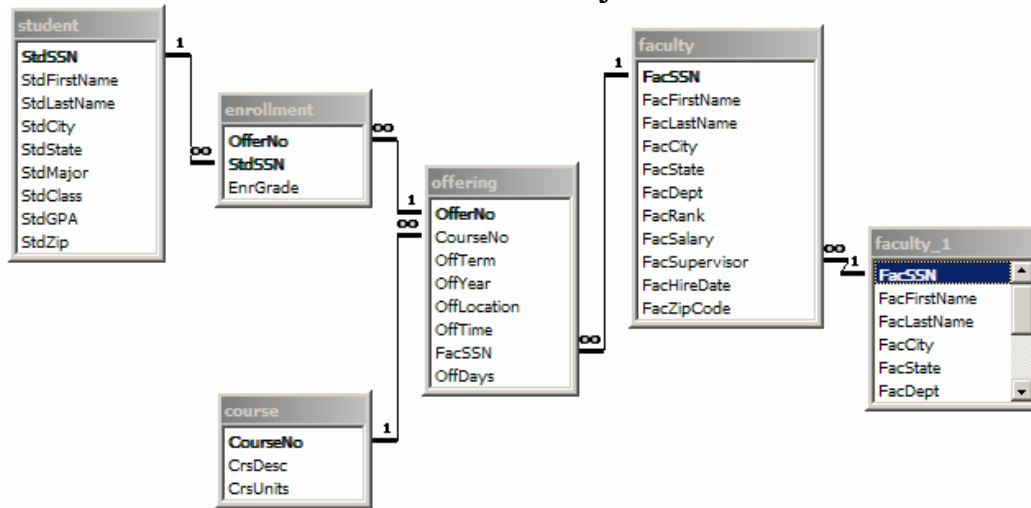 student
StdSSN
StdFirstName
StdLastName
StdCity
StdState
StdMajor
StdClass
StdGPA
StdZip
1
∞
enrollment
OfferNo
StdSSN
EnrGrade
∞
1
∞
offering
OfferNo
CourseNo
OffTerm
OffYear
OffLocation
OffTime
FacSSN
OffDays
course
CourseNo
CrsDesc
CrsUnits
1
∞
1
faculty
FacSSN
FacFirstName
FacLastName
FacCity
FacState
FacDept
FacRank
FacSalary
FacSupervisor
FacHireDate
FacZipCode
∞
1
faculty_1
FacSSN
FacFirstName
FacLastName
FacCity
FacState
FacDept